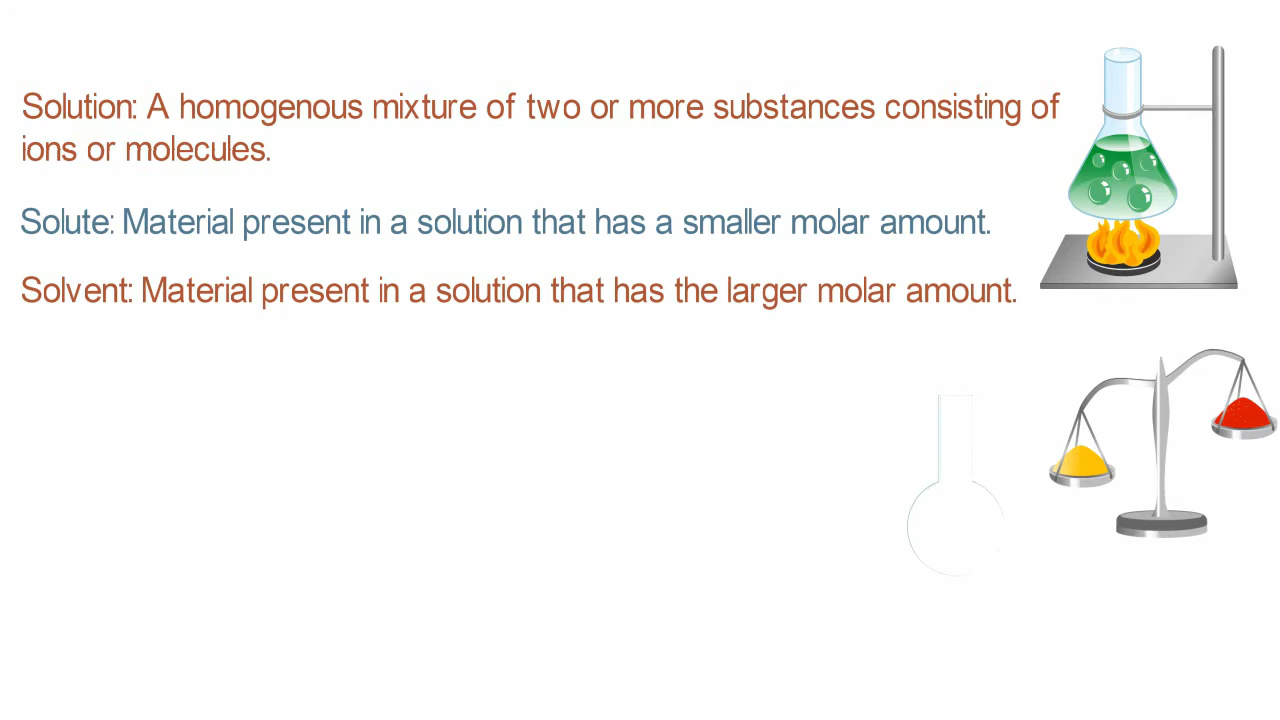 Solution: A homogenous mixture of two or more substances consisting of
ions or molecules.
Solute: Material present in a solution that has a smaller molar amount.
Solvent: Material present in a solution that has the larger molar amount.